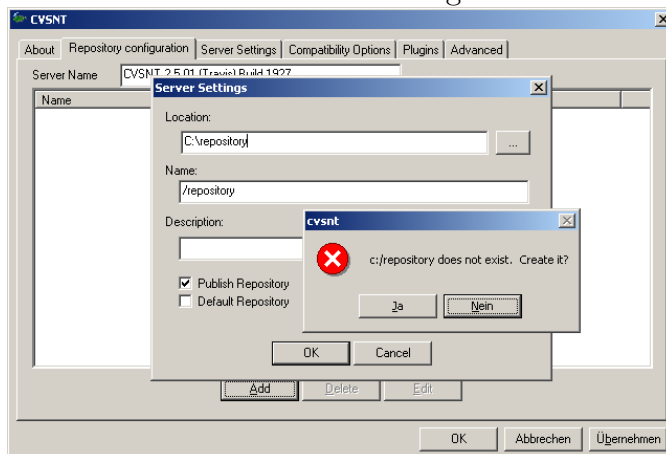 CVSNT
About Repository configuration Server Settings Compatibility Options Plugins Advanced
Server Name CVSNT 2.5.01 (Travis) Build 1927
Name
Server Settings
Location:
C:\repository
...
Name:
/repository
Description:
cvsnt
c:/repository does not exist. Create it?
Ja Nein
Publish Repository
Default Repository
OK Cancel
Add Delete Edit
OK Abbrechen Übernehmen